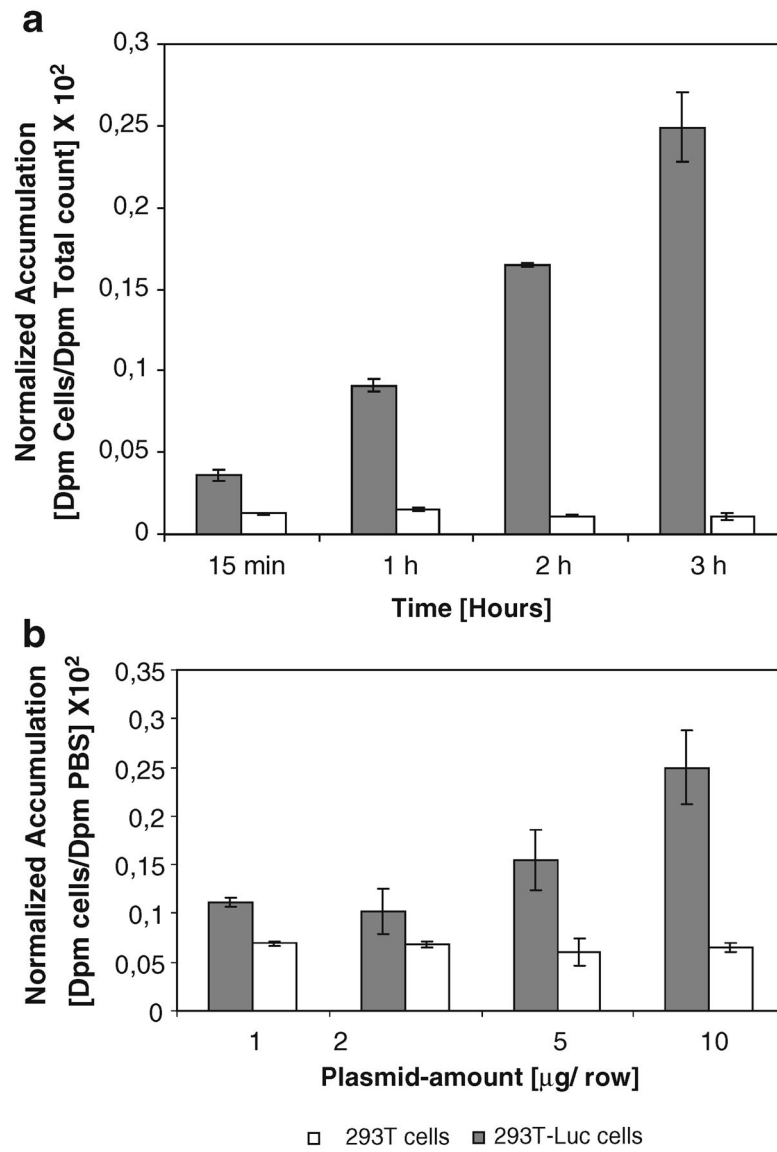 a
Normalized Accumulation
[Dpm Cells/Dpm Total count] X 10²
0,3
0,25
0,2
0,15
0,1
0,05
0
15 min 1 h 2 h 3 h
Time [Hours]
b
Normalized Accumulation
[Dpm cells/Dpm PBS] X10²
0,35
0,3
0,25
0,2
0,15
0,1
0,05
0
1 2 5 10
Plasmid-amount [µg/ row]
293T cells 293T-Luc cells